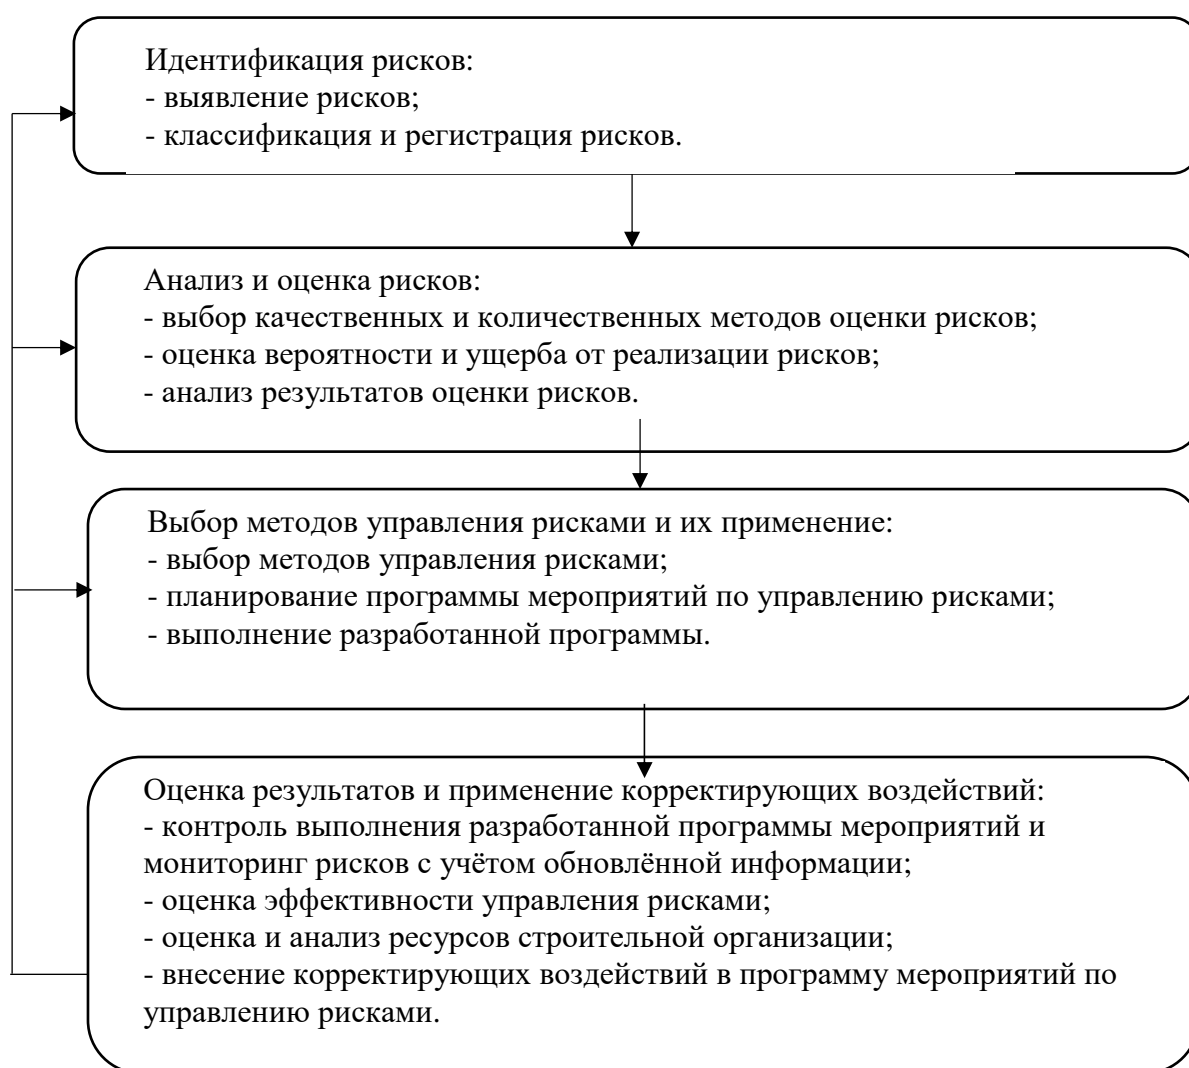 Идентификация рисков:
- выявление рисков;
- классификация и регистрация рисков.
Анализ и оценка рисков:
- выбор качественных и количественных методов оценки рисков;
- оценка вероятности и ущерба от реализации рисков;
- анализ результатов оценки рисков.
Выбор методов управления рисками и их применение:
- выбор методов управления рисками;
- планирование программы мероприятий по управлению рисками;
- выполнение разработанной программы.
Оценка результатов и применение корректирующих воздействий:
- контроль выполнения разработанной программы мероприятий и
мониторинг рисков с учётом обновлённой информации;
- оценка эффективности управления рисками;
- оценка и анализ ресурсов строительной организации;
- внесение корректирующих воздействий в программу мероприятий по
управлению рисками.